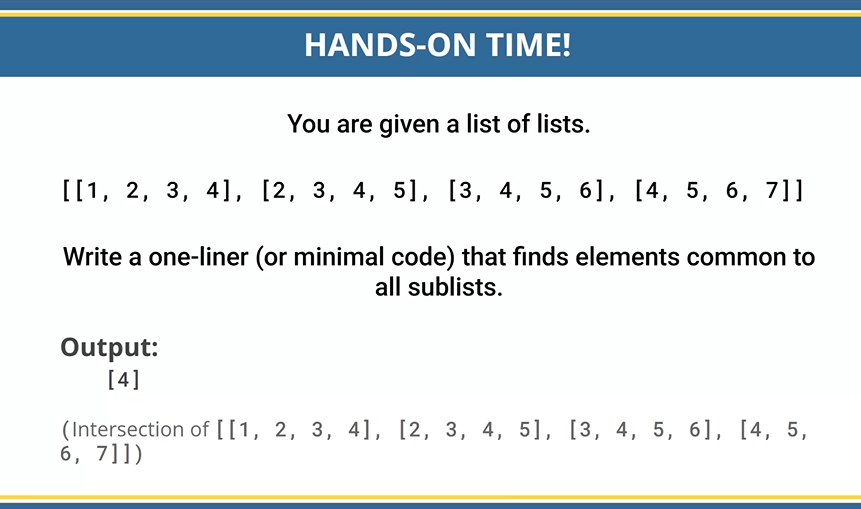 HANDS-ON TIME!
You are given a list of lists.
[[1, 2, 3, 4], [2, 3, 4, 5], [3, 4, 5, 6], [4, 5, 6, 7]]
Write a one-liner (or minimal code) that finds elements common to
all sublists.
Output:
[4]
(Intersection of [[1, 2, 3, 4], [2, 3, 4, 5], [3, 4, 5, 6], [4, 5,
6, 7]])